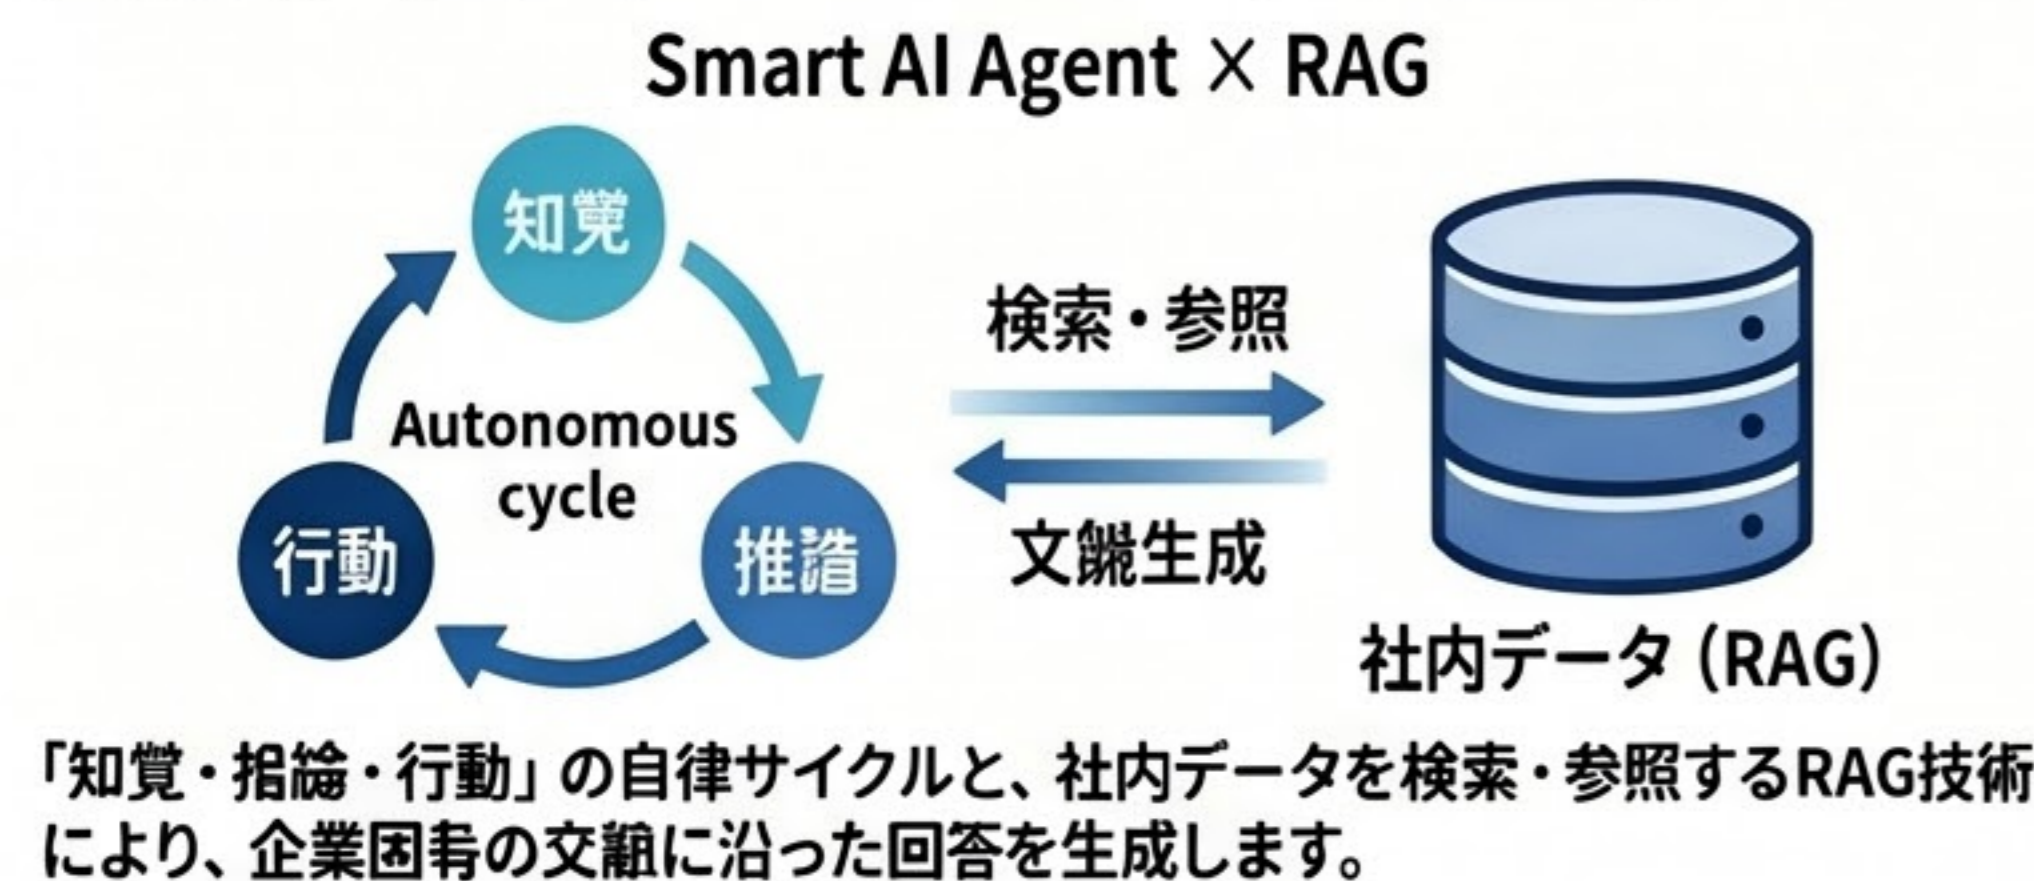 Smart AI Agent × RAG
知
Autonomous
cycle
行動
推
検索・参照
文 生成
社内データ (RAG)
「知覚・ ・行動」の自律サイクルと、社内データを検索・参照するRAG技術
により、企業 の文 に沿った回答を生成します。